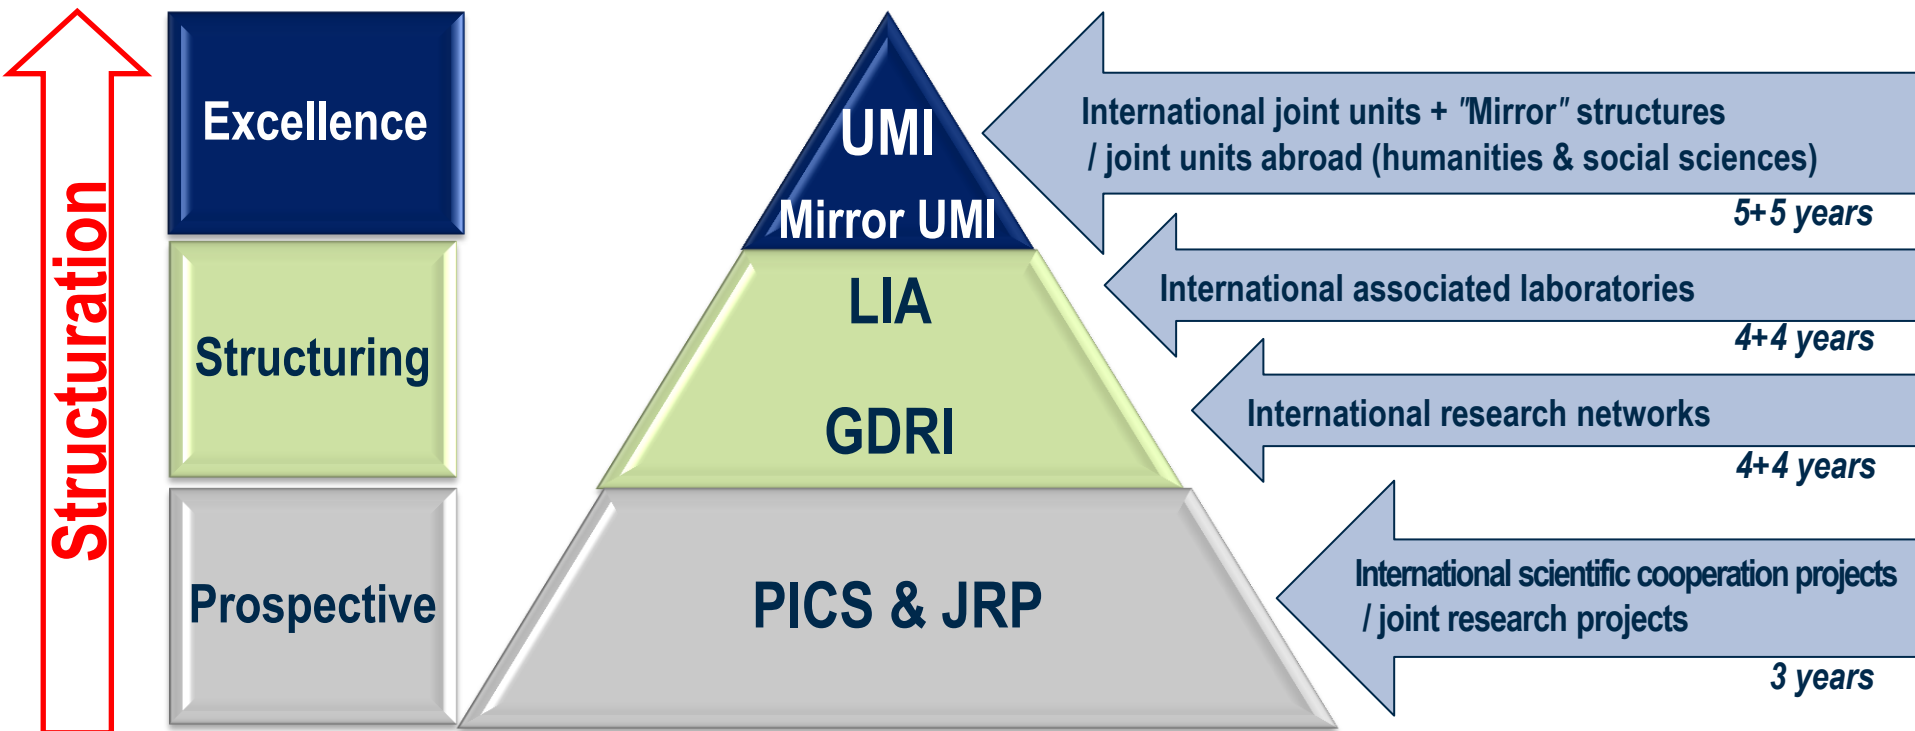 Structuration
Excellence
UMI
Mirror UMI
International joint units + "Mirror" structures
/ joint units abroad (humanities & social sciences)
5+5 years
Structuring
LIA
International associated laboratories
4+4 years
GDRI
International research networks
4+4 years
Prospective
PICS & JRP
International scientific cooperation projects
/ joint research projects
3 years